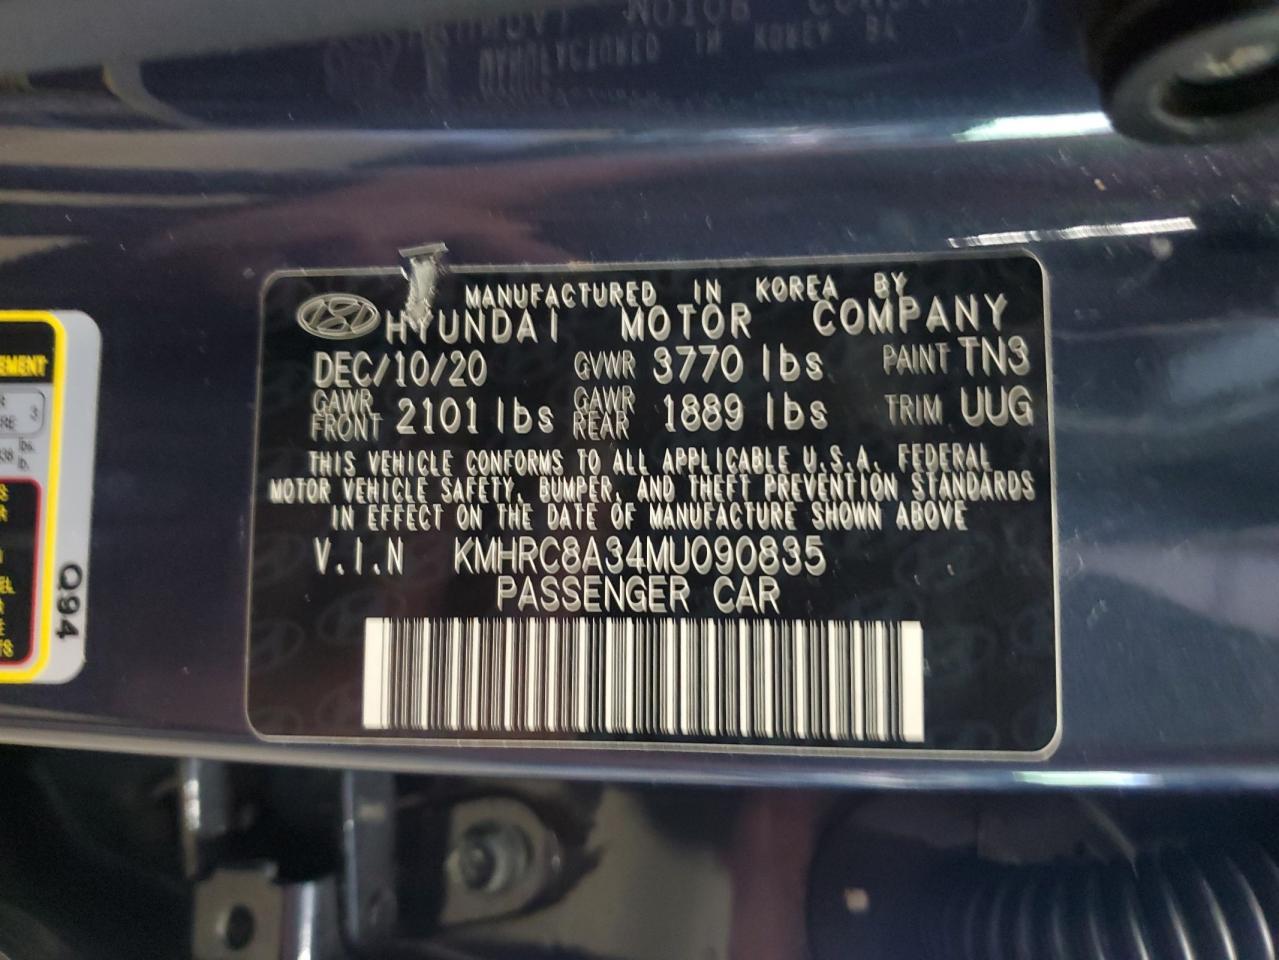 MANUFACTURED IN KOREA BY
HYUNDAI MOTOR COMPANY
DEC/10/20 GVWR 3770 lbs PAINT TN3
GAWR FRONT 2101 lbs GAWR REAR 1889 lbs TRIM UUG
THIS VEHICLE CONFORMS TO ALL APPLICABLE U.S.A. FEDERAL
MOTOR VEHICLE SAFETY, BUMPER, AND THEFT PREVENTION STANDARDS
IN EFFECT ON THE DATE OF MANUFACTURE SHOWN ABOVE
V.I.N KMHRC8A34MU090835
PASSENGER CAR
Q94
3